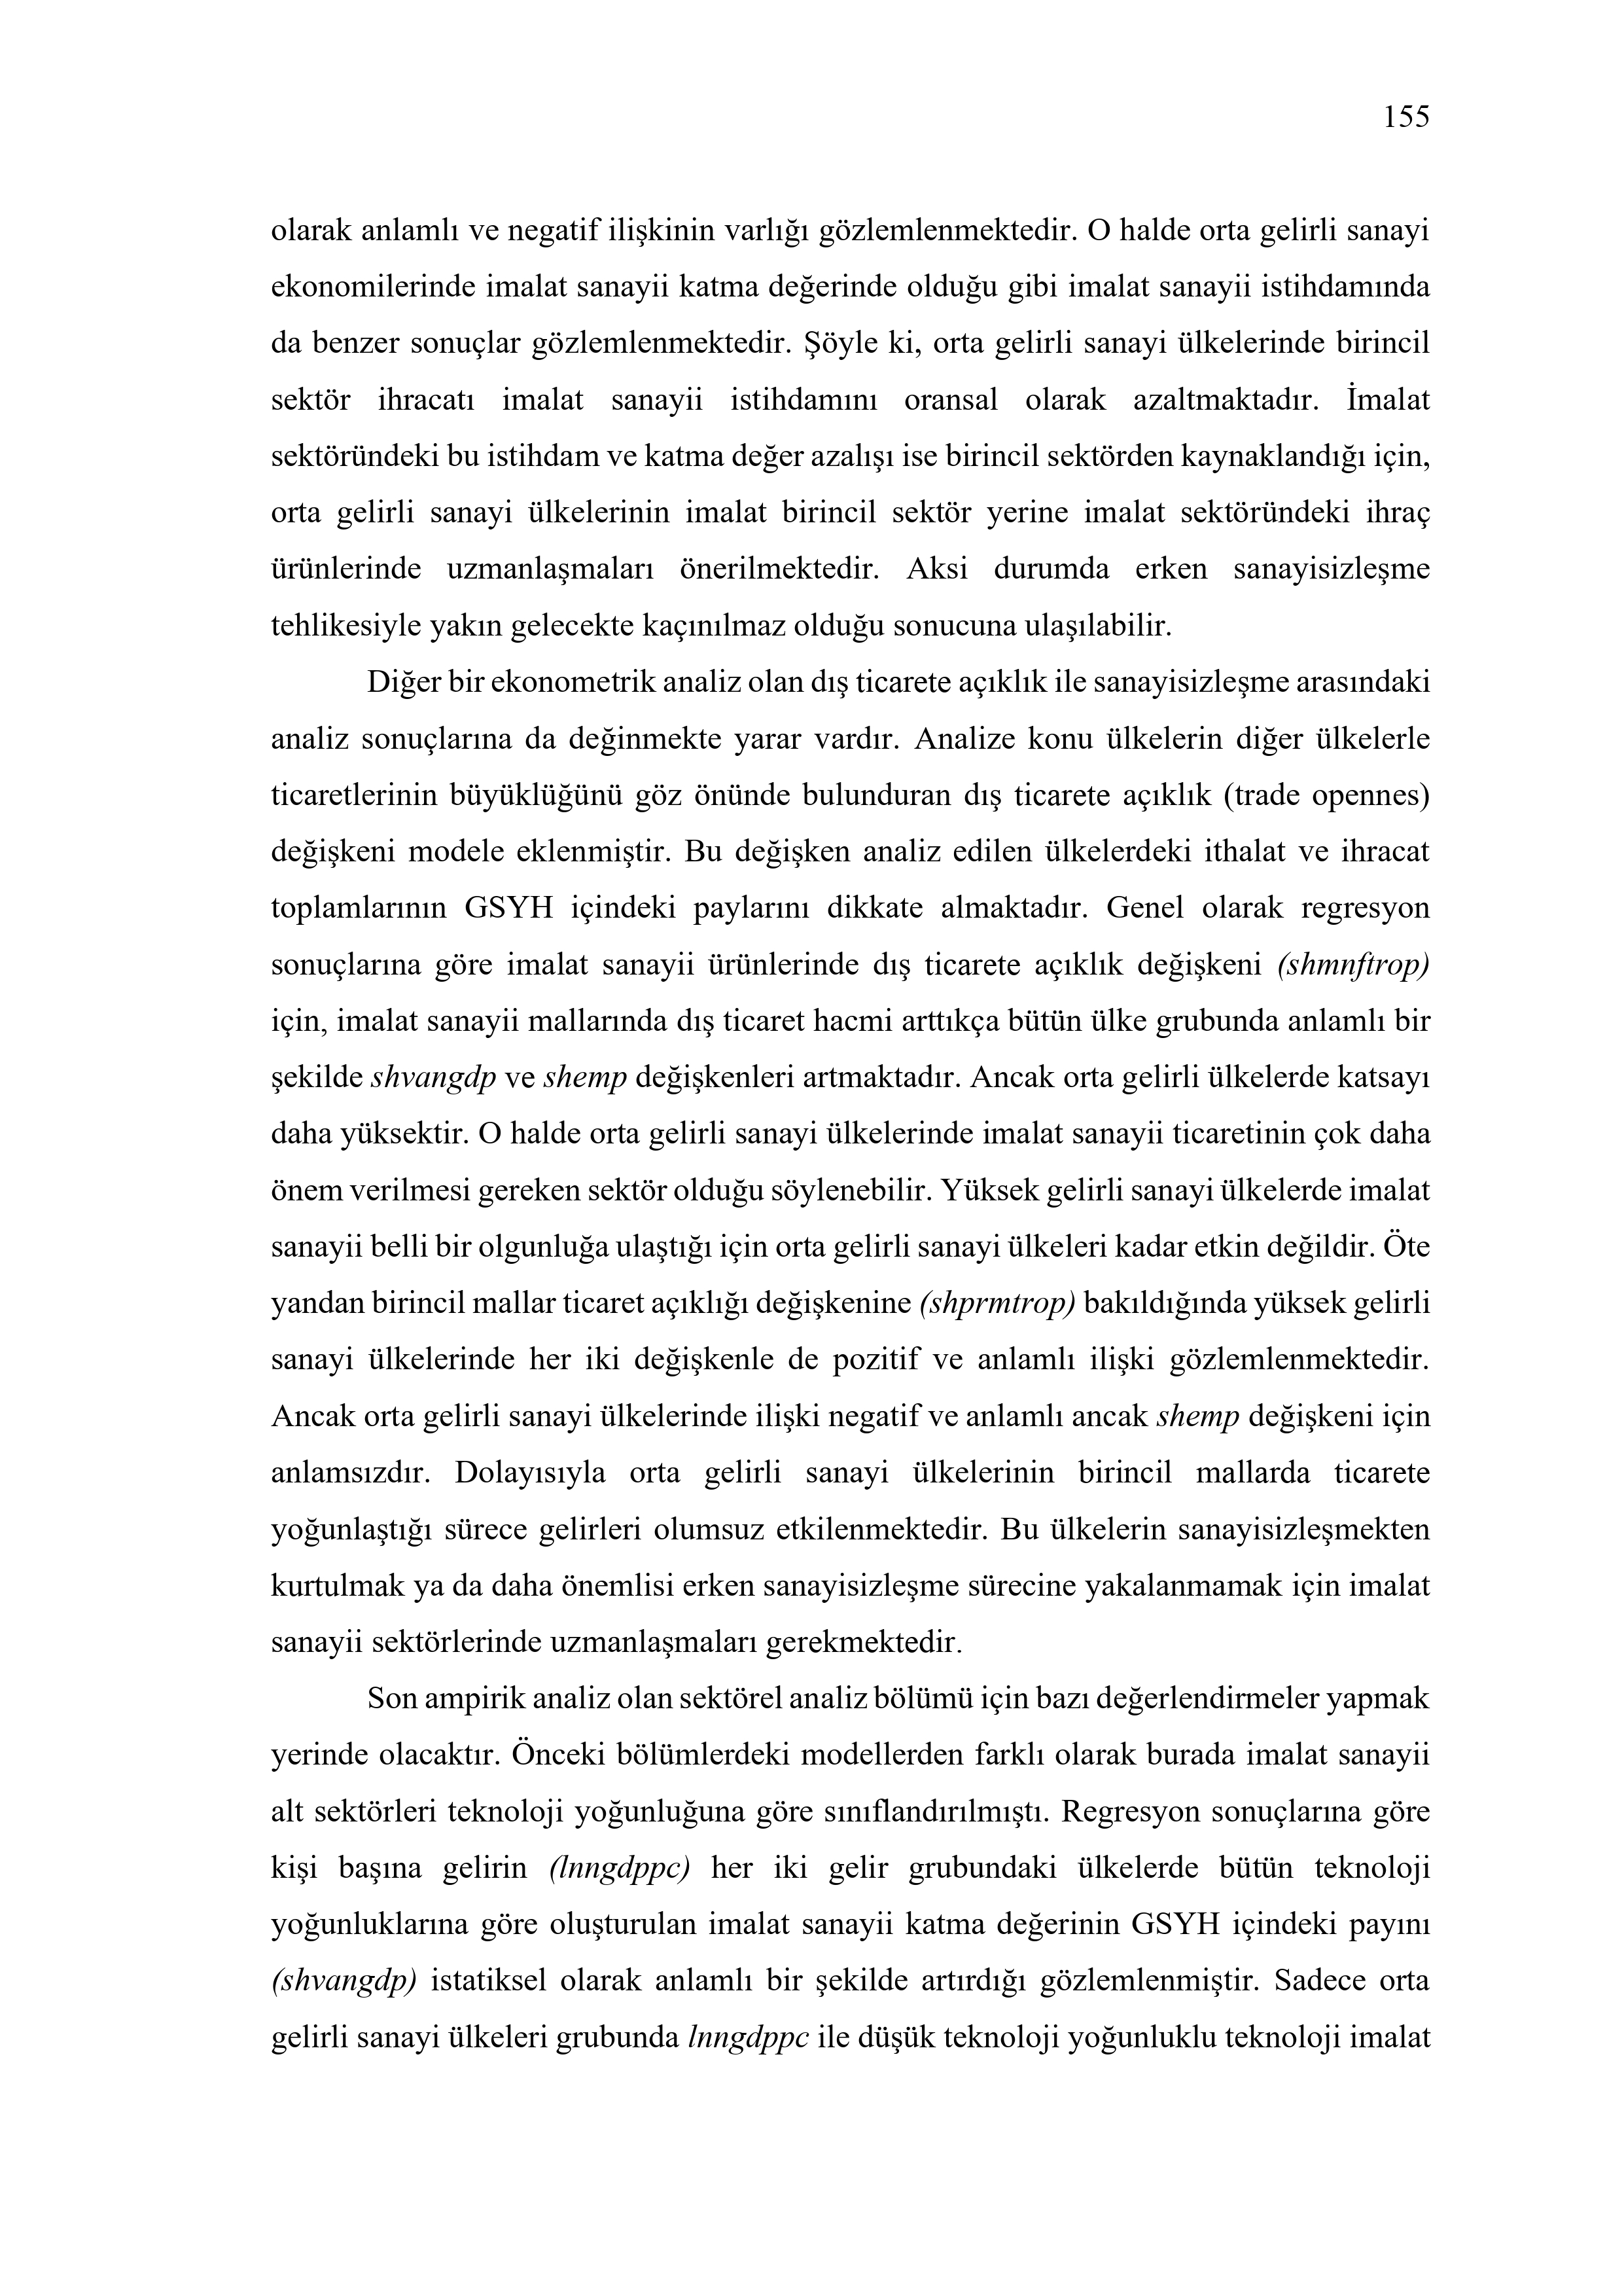 155
olarak anlamlı ve negatif ilişkinin varlığı gözlemlenmektedir. O halde orta gelirli sanayi
ekonomilerinde imalat sanayii katma değerinde olduğu gibi imalat sanayii istihdamında
da benzer sonuçlar gözlemlenmektedir. Şöyle ki, orta gelirli sanayi ülkelerinde birincil
sektör ihracatı imalat sanayii istihdamını oransal olarak azaltmaktadır. İmalat
sektöründeki bu istihdam ve katma değer azalışı ise birincil sektörden kaynaklandığı için,
orta gelirli sanayi ülkelerinin imalat birincil sektör yerine imalat sektöründeki ihraç
ürünlerinde uzmanlaşmaları önerilmektedir. Aksi durumda erken sanayisizleşme
tehlikesiyle yakın gelecekte kaçınılmaz olduğu sonucuna ulaşılabilir.
Diğer bir ekonometrik analiz olan dış ticarete açıklık ile sanayisizleşme arasındaki
analiz sonuçlarına da değinmekte yarar vardır. Analize konu ülkelerin diğer ülkelerle
ticaretlerinin büyüklüğünü göz önünde bulunduran dış ticarete açıklık (trade opennes)
değişkeni modele eklenmiştir. Bu değişken analiz edilen ülkelerdeki ithalat ve ihracat
toplamlarının GSYH içindeki paylarını dikkate almaktadır. Genel olarak regresyon
sonuçlarına göre imalat sanayii ürünlerinde dış ticarete açıklık değişkeni (shmnftrop)
için, imalat sanayii mallarında dış ticaret hacmi arttıkça bütün ülke grubunda anlamlı bir
şekilde shvangdp ve shemp değişkenleri artmaktadır. Ancak orta gelirli ülkelerde katsayı
daha yüksektir. O halde orta gelirli sanayi ülkelerinde imalat sanayii ticaretinin çok daha
önem verilmesi gereken sektör olduğu söylenebilir. Yüksek gelirli sanayi ülkelerde imalat
sanayii belli bir olgunluğa ulaştığı için orta gelirli sanayi ülkeleri kadar etkin değildir. Öte
yandan birincil mallar ticaret açıklığı değişkenine (shprmtrop) bakıldığında yüksek gelirli
sanayi ülkelerinde her iki değişkenle de pozitif ve anlamlı ilişki gözlemlenmektedir.
Ancak orta gelirli sanayi ülkelerinde ilişki negatif ve anlamlı ancak shemp değişkeni için
anlamsızdır. Dolayısıyla orta gelirli sanayi ülkelerinin birincil mallarda ticarete
yoğunlaştığı sürece gelirleri olumsuz etkilenmektedir. Bu ülkelerin sanayisizleşmekten
kurtulmak ya da daha önemlisi erken sanayisizleşme sürecine yakalanmamak için imalat
sanayii sektörlerinde uzmanlaşmaları gerekmektedir.
Son ampirik analiz olan sektörel analiz bölümü için bazı değerlendirmeler yapmak
yerinde olacaktır. Önceki bölümlerdeki modellerden farklı olarak burada imalat sanayii
alt sektörleri teknoloji yoğunluğuna göre sınıflandırılmıştı. Regresyon sonuçlarına göre
kişi başına gelirin (lnngdppc) her iki gelir grubundaki ülkelerde bütün teknoloji
yoğunluklarına göre oluşturulan imalat sanayii katma değerinin GSYH içindeki payını
(shvangdp) istatiksel olarak anlamlı bir şekilde artırdığı gözlemlenmiştir. Sadece orta
gelirli sanayi ülkeleri grubunda lnngdppc ile düşük teknoloji yoğunluklu teknoloji imalat